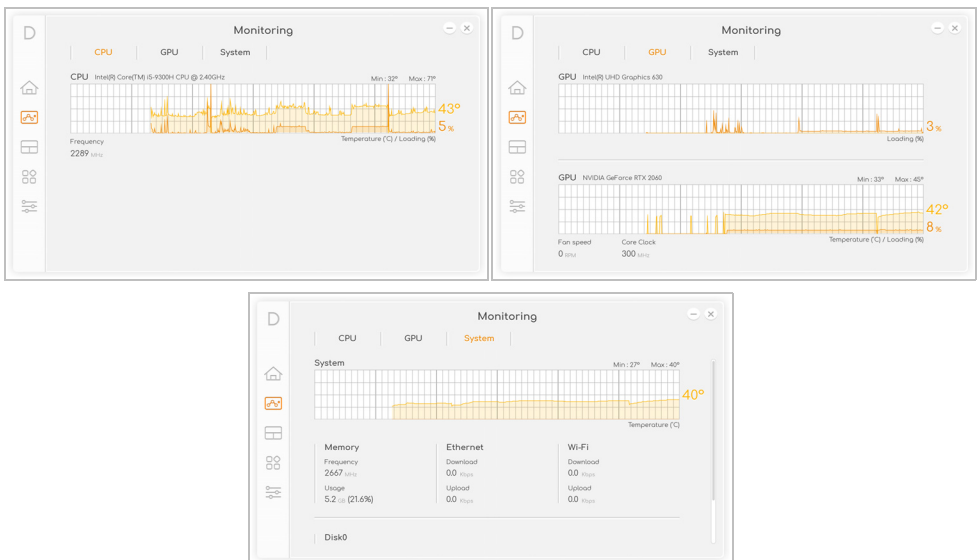 D
Monitoring
CPU GPU System
CPU Intel(R) Core(TM) i5-9300H CPU @ 2.40GHz Min : 32° Max : 71°
43°
5 %
Temperature (°C) / Loading (%)
Frequency
2289 MHz
D
Monitoring
CPU GPU System
GPU Intel(R) UHD Graphics 630
3 %
Loading (%)
GPU NVIDIA GeForce RTX 2060 Min : 33° Max : 45°
42°
8 %
Temperature (°C) / Loading (%)
Fan speed Core Clock
0 RPM 300 MHz
D
Monitoring
CPU GPU System
System Min : 27° Max : 40°
40°
Temperature (°C)
Memory Ethernet Wi-Fi
Frequency Download Download
2667 MHz 0.0 Kbps 0.0 Kbps
Usage Upload Upload
5.2 GB (21.6%) 0.0 Kbps 0.0 Kbps
Disk0